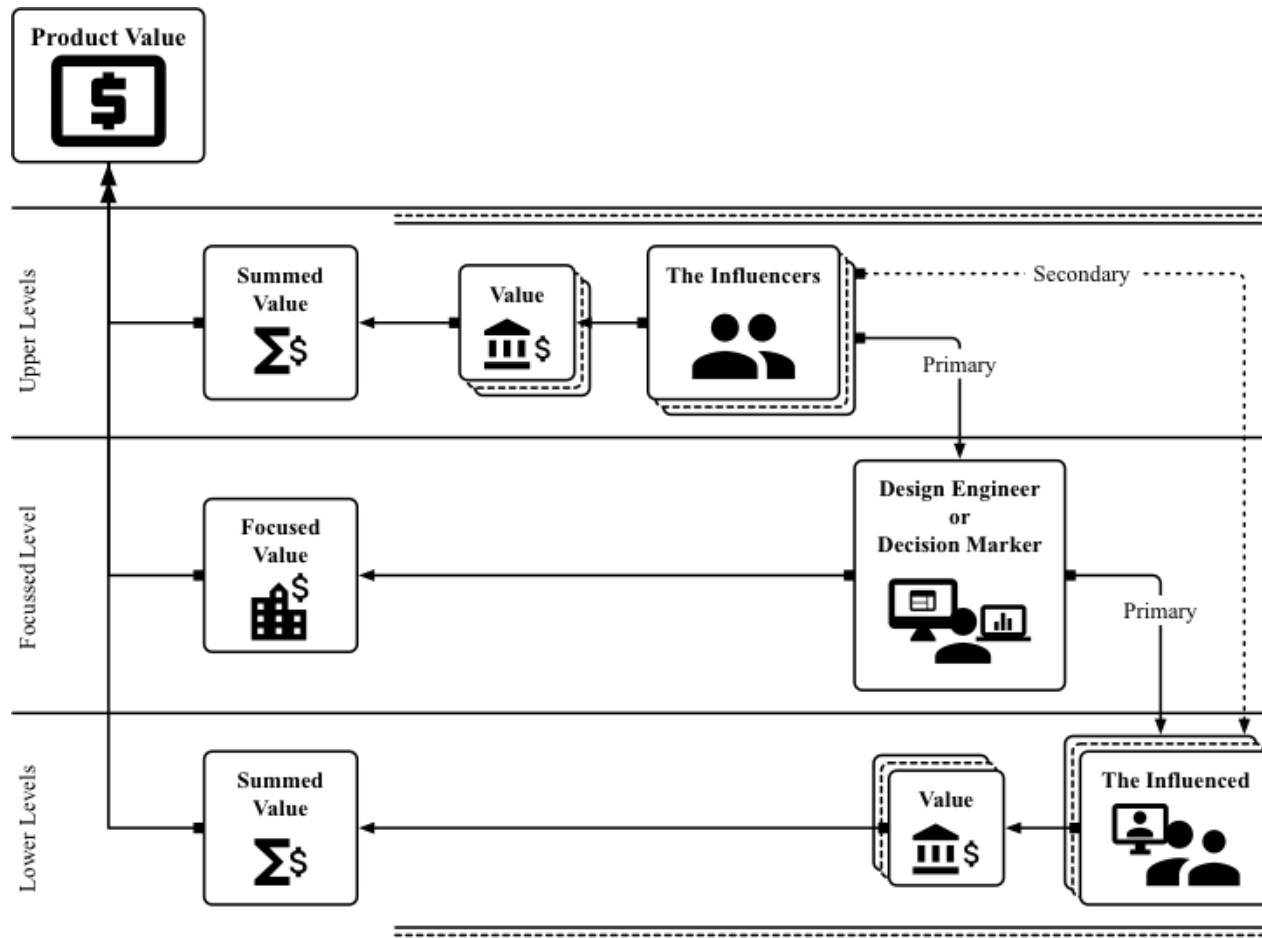 Product Value
$
Upper Levels
Summed
Value
Σ$
Value
$
The Influencers
Secondary
Primary
Focussed Level
Focused
Value
$
Design Engineer
or
Decision Marker
Primary
Lower Levels
Summed
Value
Σ$
Value
$
The Influenced